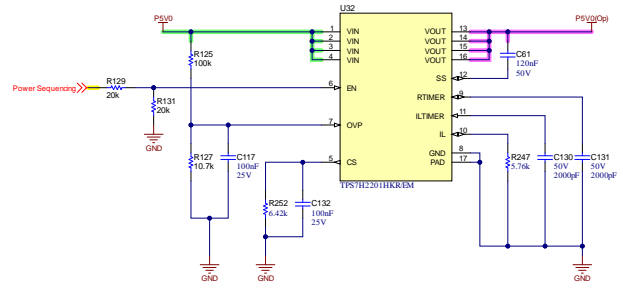 U32
P5V0
P5V0(Op)
1 VIN VOUT 13
2 VIN VOUT 14
3 VIN VOUT 15
4 VIN VOUT 16
R125
100k
C61
120nF
50V
SS 12
R129
20k
Power Sequencing
6 EN
RTIMER 9
R131
20k
ILTIMER 11
GND
7 OVP
IL 10
R127
10.7k
C117
100nF
25V
GND 8
PAD 17
5 CS
TPS7H2201HKR/EM
R247
5.76k
C130
50V
2000pF
C131
50V
2000pF
R252
6.42k
C132
100nF
25V
GND
GND
GND